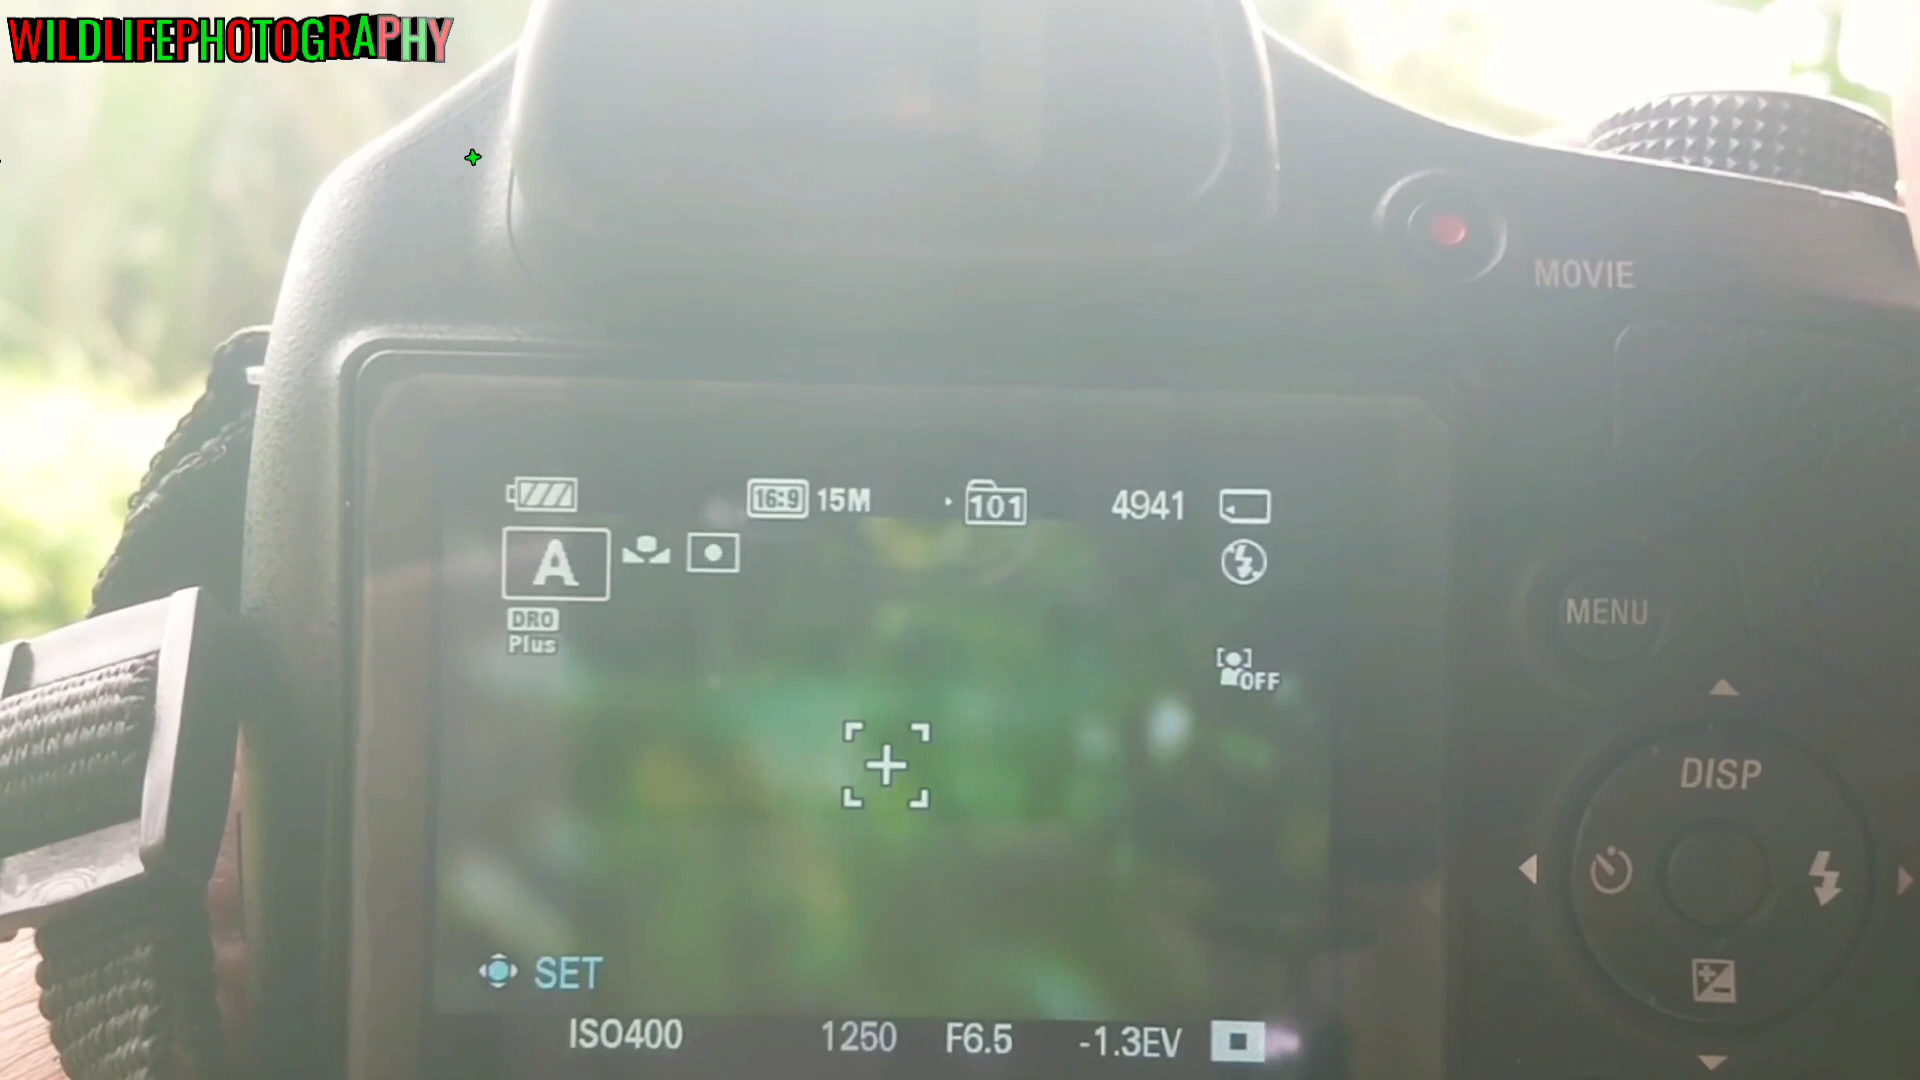 WILDLIFEPHOTOGRAPHY
MOVIE
16:9 15M 101 4941
A
DRO
Plus
OFF
MENU
DISP
SET
ISO400 1250 F6.5 -1.3EV